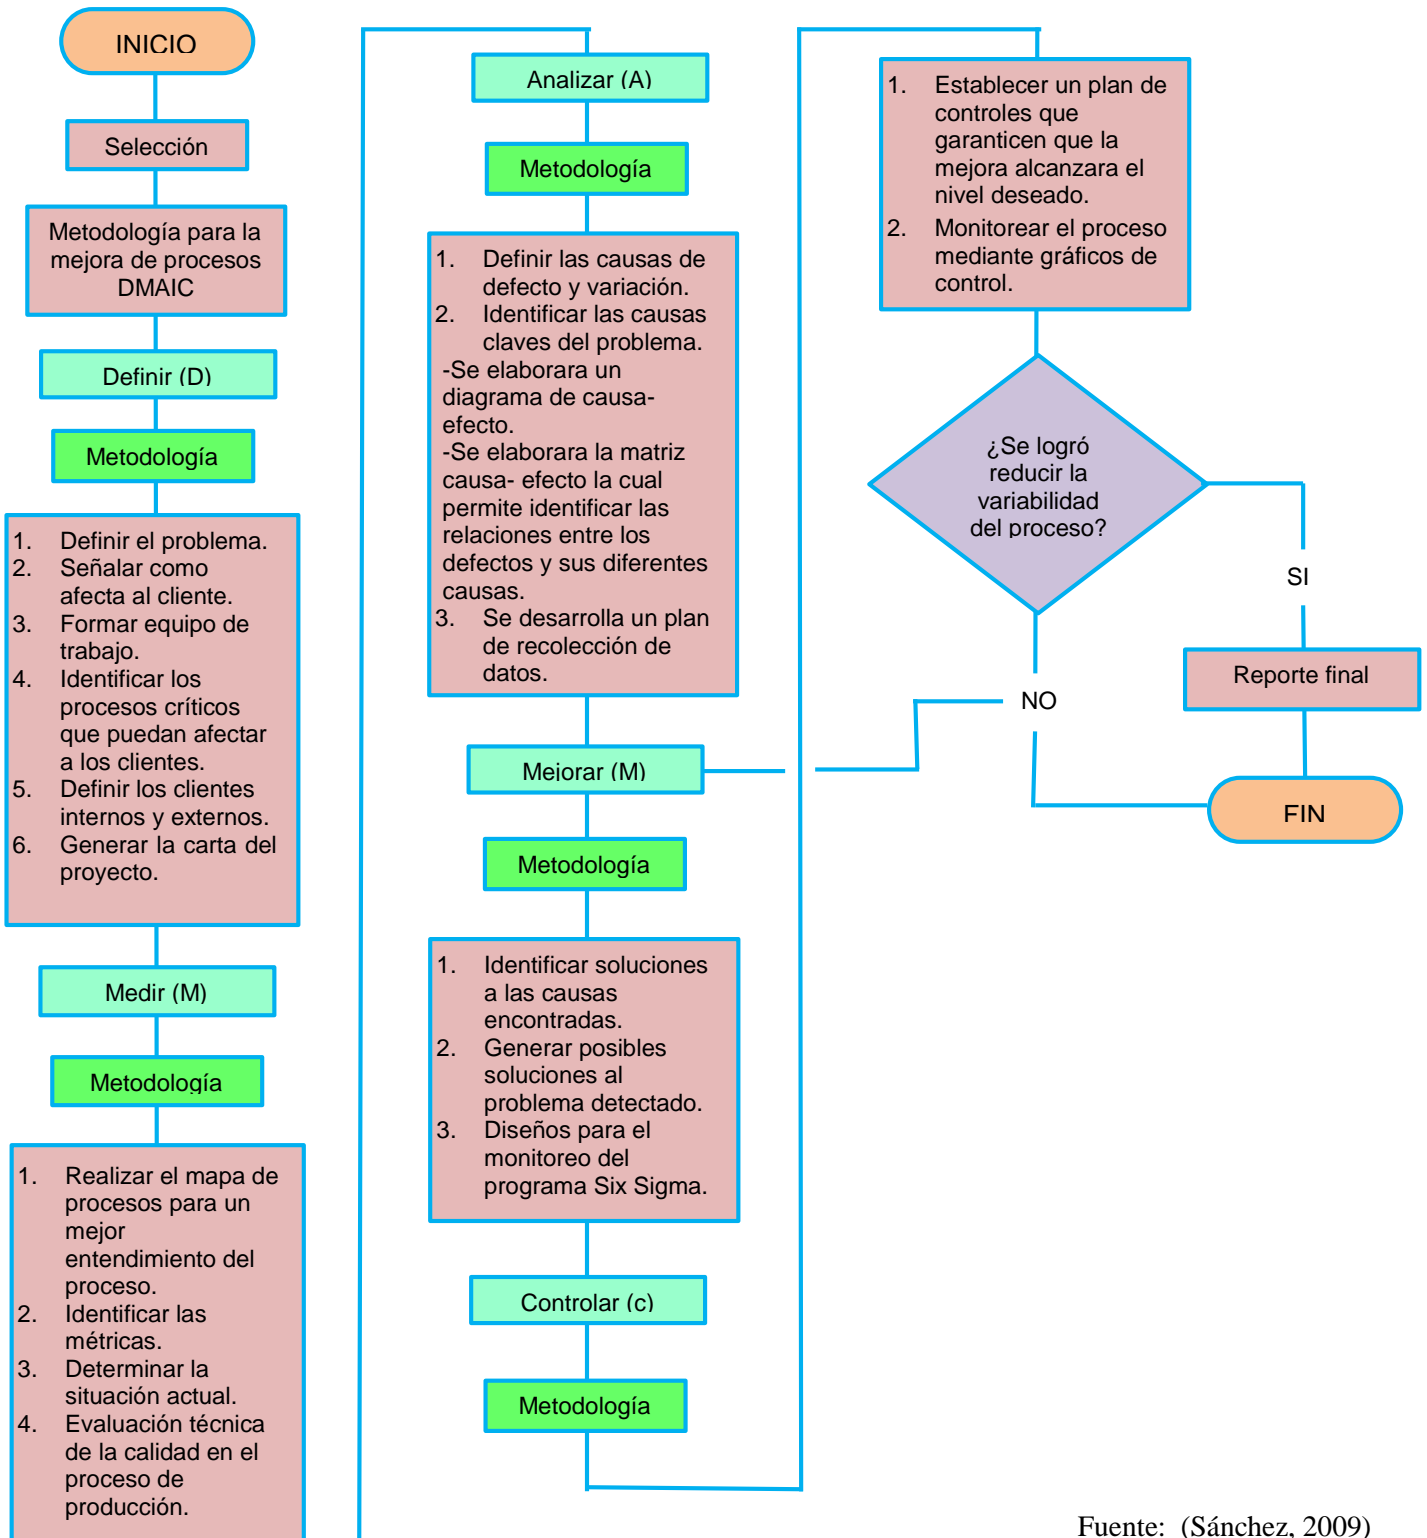 INICIO
Selección
Metodología para la
mejora de procesos
DMAIC
Definir (D)
Metodología
1. Definir el problema.
2. Señalar como
afecta al cliente.
3. Formar equipo de
trabajo.
4. Identificar los
procesos críticos
que puedan afectar
a los clientes.
5. Definir los clientes
internos y externos.
6. Generar la carta del
proyecto.
Medir (M)
Metodología
1. Realizar el mapa de
procesos para un
mejor
entendimiento del
proceso.
2. Identificar las
métricas.
3. Determinar la
situación actual.
4. Evaluación técnica
de la calidad en el
proceso de
producción.
Analizar (A)
Metodología
1. Definir las causas de
defecto y variación.
2. Identificar las causas
claves del problema.
-Se elaborara un
diagrama de causa-
efecto.
-Se elaborara la matriz
causa- efecto la cual
permite identificar las
relaciones entre los
defectos y sus diferentes
causas.
3. Se desarrolla un plan
de recolección de
datos.
Mejorar (M)
Metodología
1. Identificar soluciones
a las causas
encontradas.
2. Generar posibles
soluciones al
problema detectado.
3. Diseños para el
monitoreo del
programa Six Sigma.
Controlar (c)
Metodología
1. Establecer un plan de
controles que
garanticen que la
mejora alcanzara el
nivel deseado.
2. Monitorear el proceso
mediante gráficos de
control.
¿Se logró
reducir la
variabilidad
del proceso?
SI
NO
Reporte final
FIN
Fuente: (Sánchez, 2009)